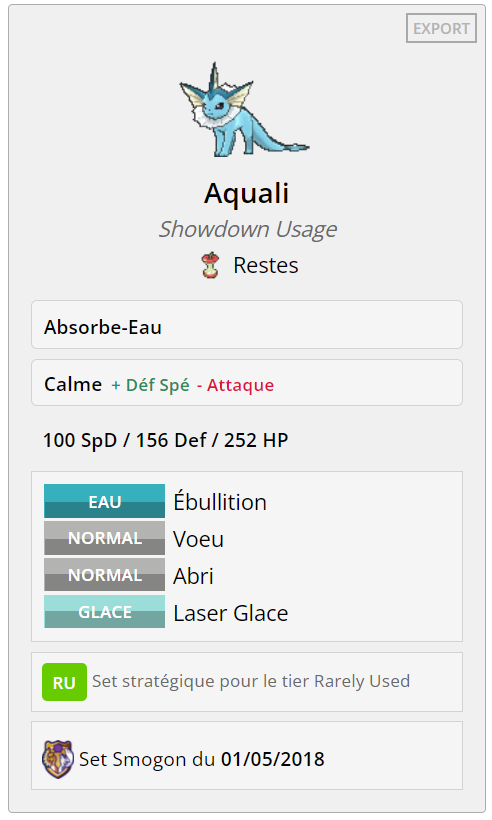 EXPORT
Aquali
Showdown Usage
Restes
Absorbe-Eau
Calme + Déf Spé - Attaque
100 SpD / 156 Def / 252 HP
EAU Ébullition
NORMAL Voeu
NORMAL Abri
GLACE Laser Glace
RU Set stratégique pour le tier Rarely Used
Set Smogon du 01/05/2018